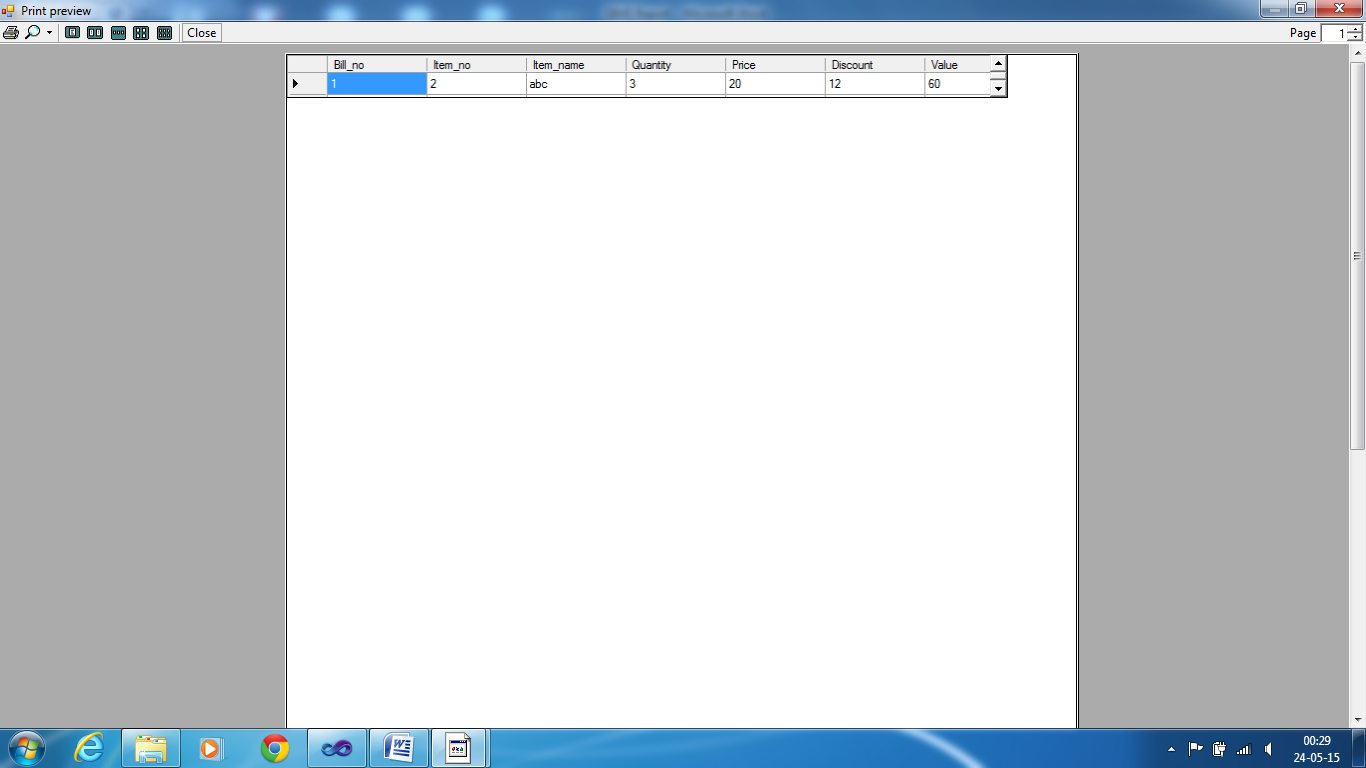 Print preview
Close
Page 1
Bill_no Item_no Item_name Quantity Price Discount Value
1 2 abc 3 20 12 60
00:29
24-05-15